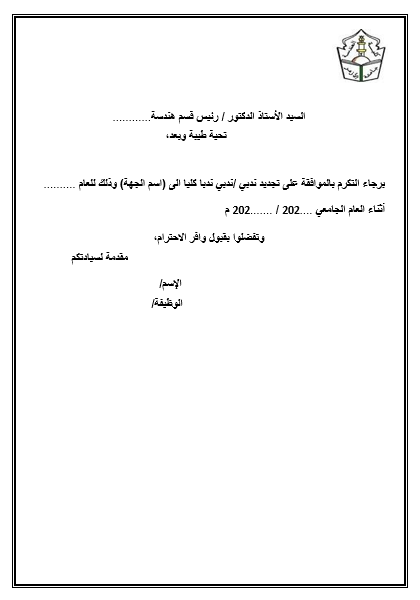 السيد الأستاذ الدكتور / رئيس قسم هندسة............
تحية طيبة وبعد،
برجاء التكرم بالموافقة على تجديد ندبي /ندبي ندبا كليا الى (اسم الجهة) وذلك للعام ..........
أثناء العام الجامعي ....202 / .......202 م
وتفضلوا بقبول وافر الاحترام،
مقدمة لسيادتكم
الإسم/
الوظيفة/